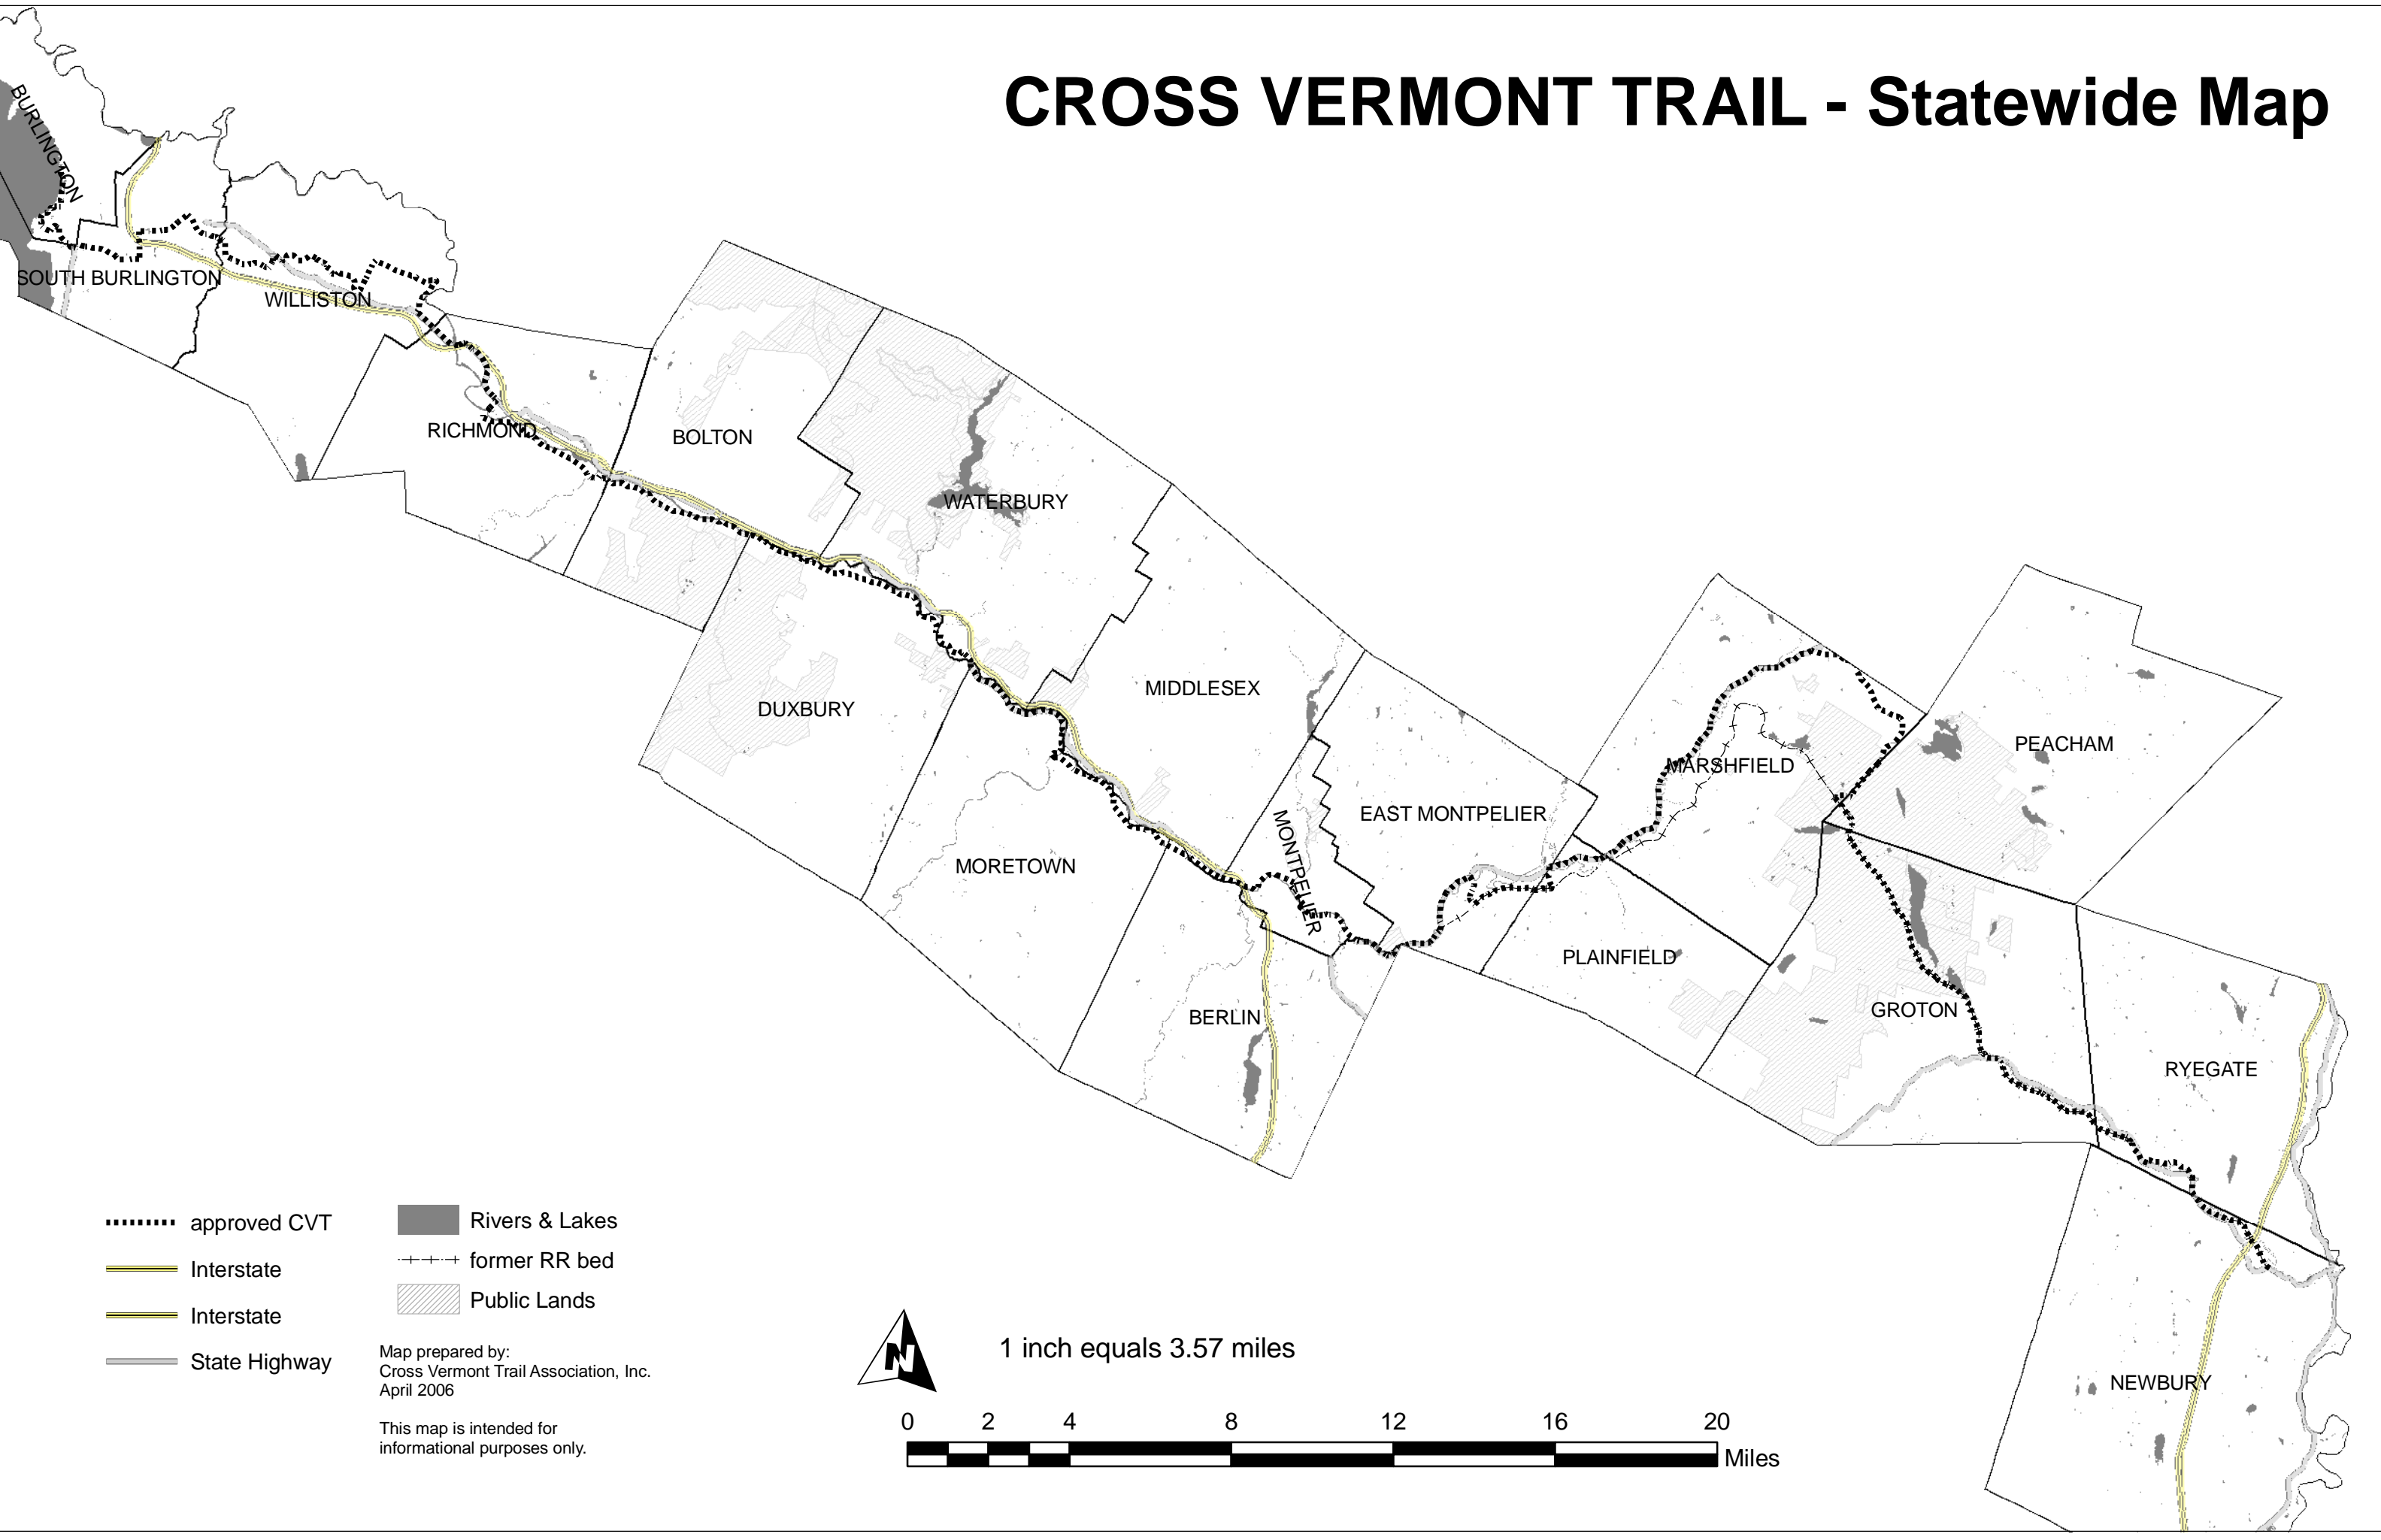 CROSS VERMONT TRAIL - Statewide Map
BURLINGTON
SOUTH BURLINGTON
WILLISTON
RICHMOND
BOLTON
WATERBURY
DUXBURY
MIDDLESEX
MORETOWN
MONTPELIER
EAST MONTPELIER
BERLIN
PLAINFIELD
MARSHFIELD
PEACHAM
GROTON
RYEGATE
NEWBURY
approved CVT
Interstate
Interstate
State Highway
Rivers & Lakes
former RR bed
Public Lands
Map prepared by:
Cross Vermont Trail Association, Inc.
April 2006
This map is intended for
informational purposes only.
N
1 inch equals 3.57 miles
0 2 4 8 12 16 20
Miles